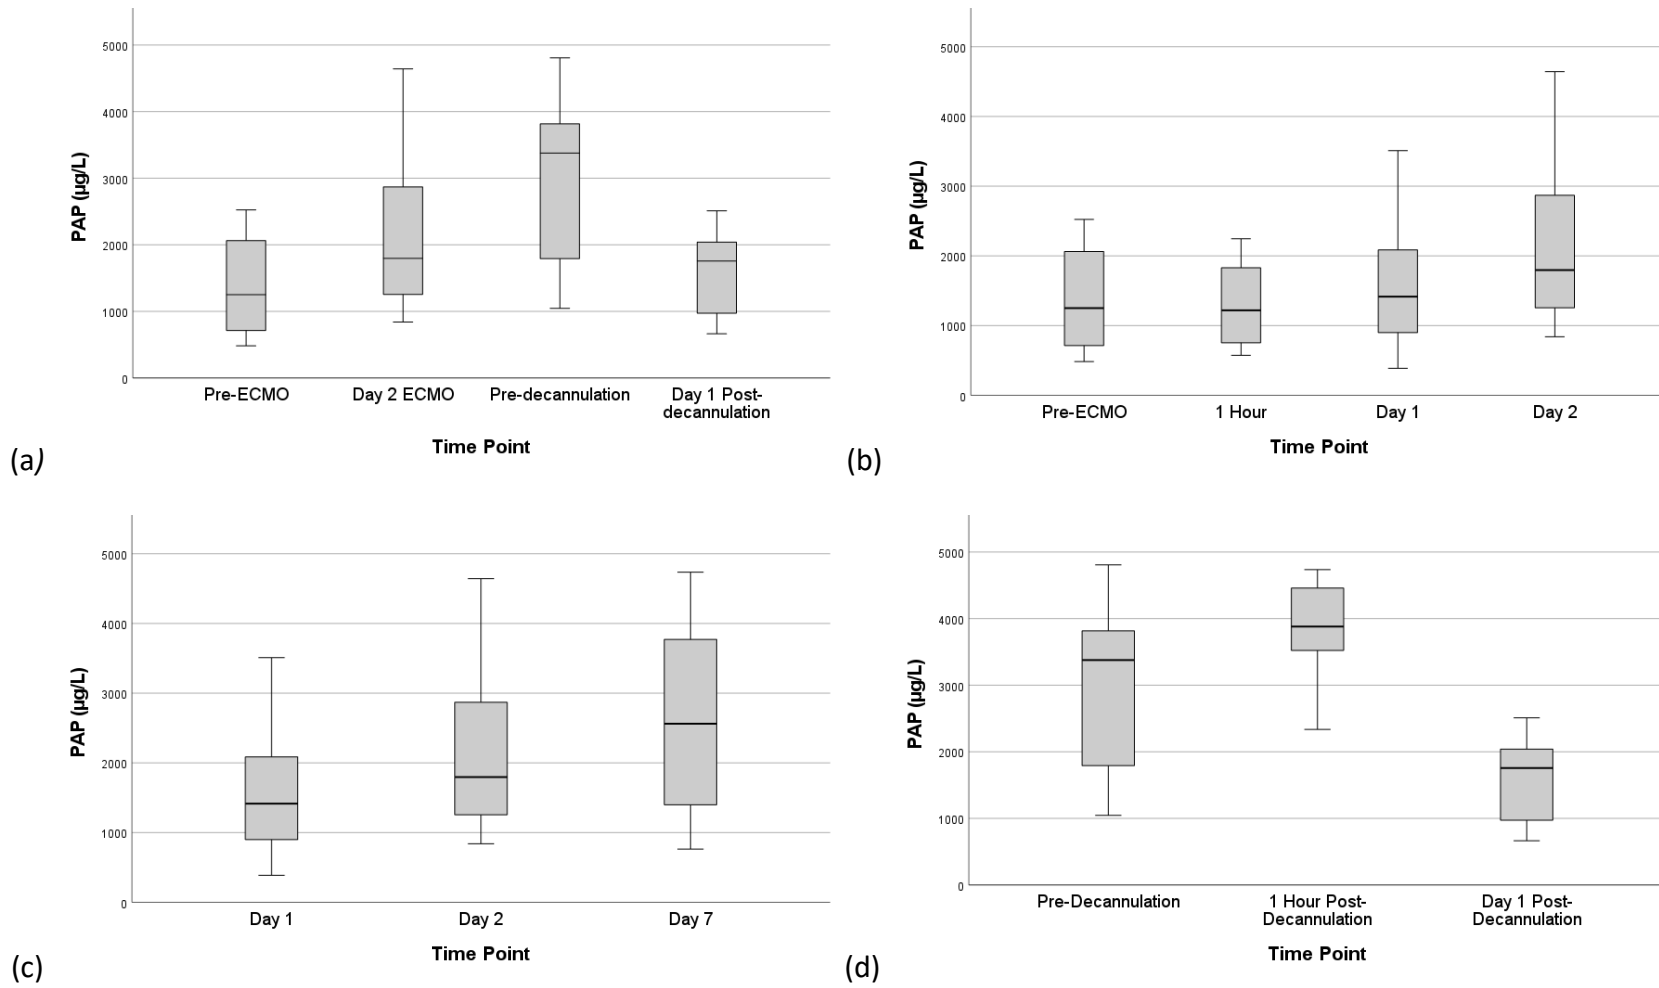 5000
4000
3000
2000
1000
0
PAP (µg/L)
Pre-ECMO
Day 2 ECMO
Pre-decannulation
Day 1 Post-
decannulation
Time Point
(a)
5000
4000
3000
2000
1000
0
PAP (µg/L)
Pre-ECMO
1 Hour
Day 1
Day 2
Time Point
(b)
5000
4000
3000
2000
1000
0
PAP (µg/L)
Day 1
Day 2
Day 7
Time Point
(c)
5000
4000
3000
2000
1000
0
PAP (µg/L)
Pre-Decannulation
1 Hour Post-
Decannulation
Day 1 Post-
Decannulation
Time Point
(d)